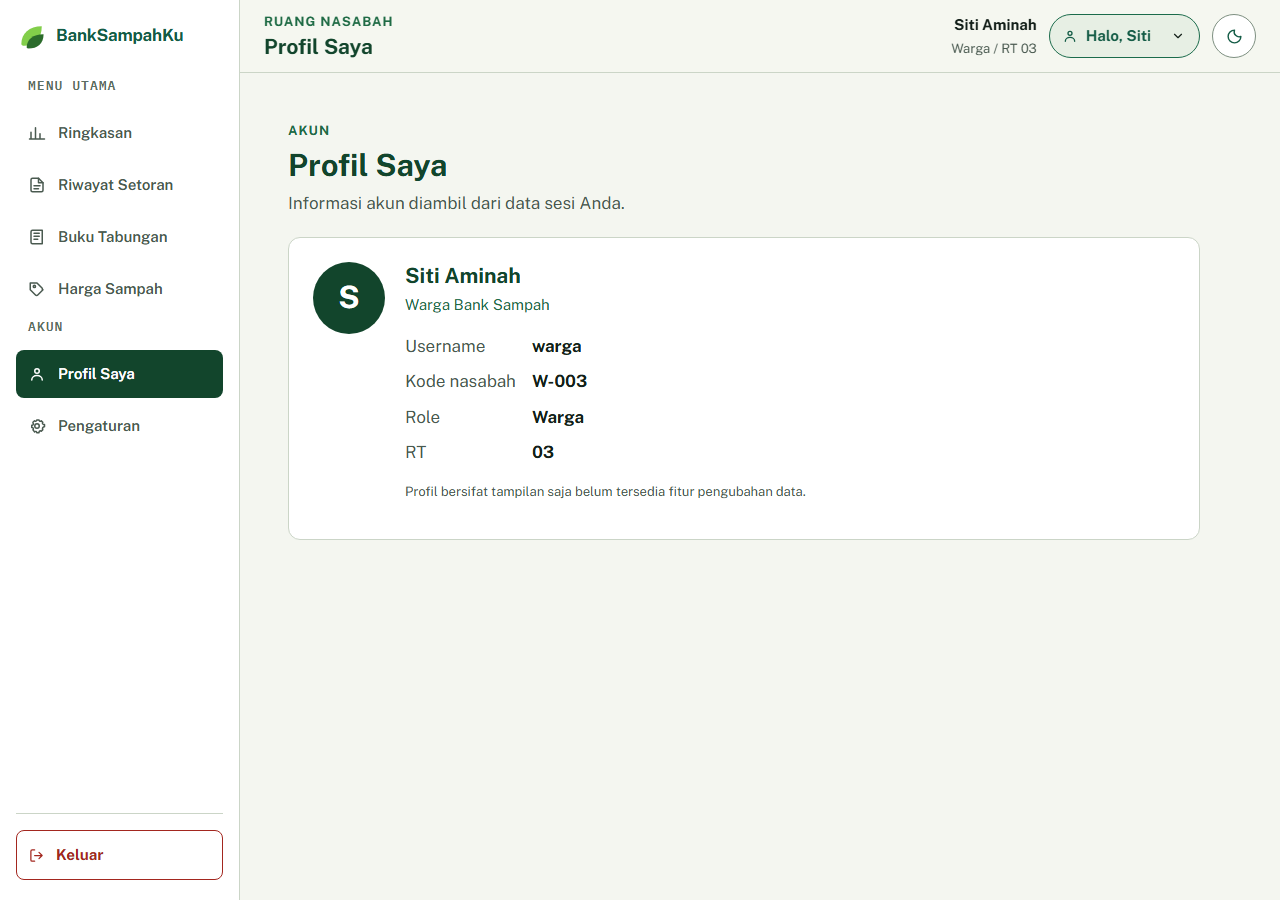 BankSampahKu
MENU UTAMA
Ringkasan
Riwayat Setoran
Buku Tabungan
Harga Sampah
AKUN
Profil Saya
Pengaturan
Keluar
RUANG NASABAH
Profil Saya
Siti Aminah
Warga / RT 03
Halo, Siti
AKUN
Profil Saya
Informasi akun diambil dari data sesi Anda.
S
Siti Aminah
Warga Bank Sampah
Username warga
Kode nasabah W-003
Role Warga
RT 03
Profil bersifat tampilan saja belum tersedia fitur pengubahan data.